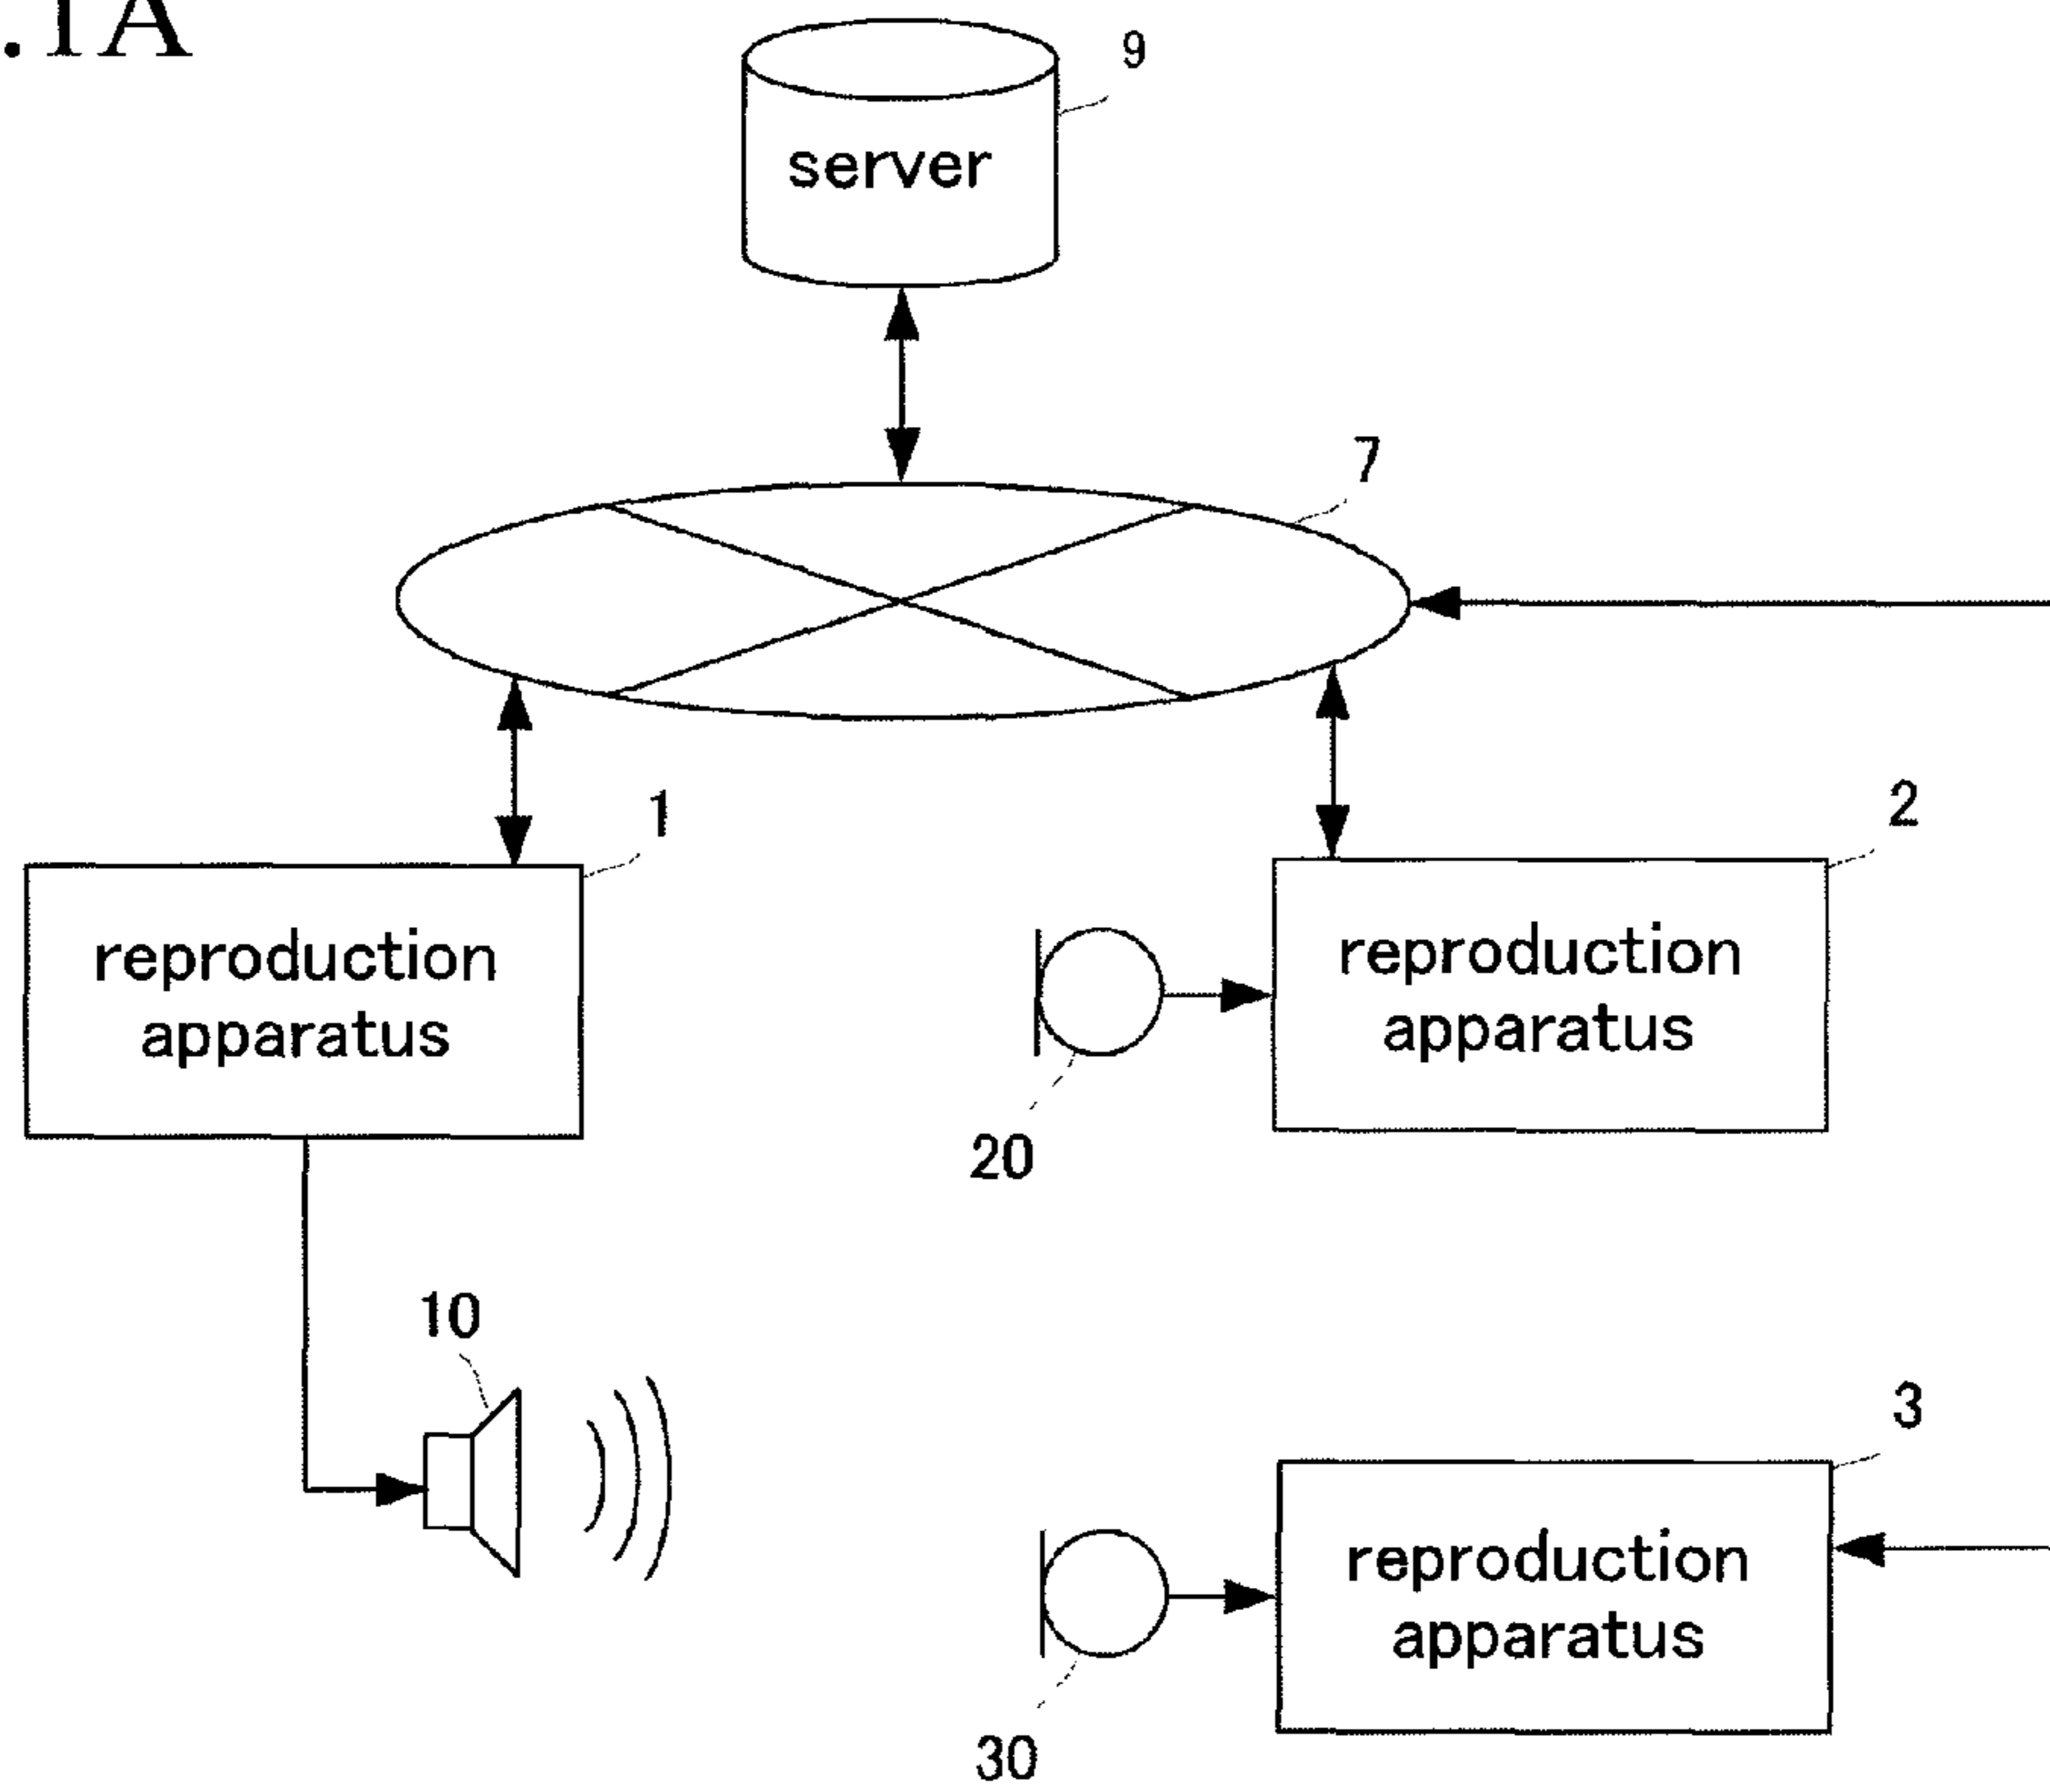 .1A
9
server
7
1
2
reproduction
apparatus
reproduction
apparatus
20
10
3
reproduction
apparatus
30